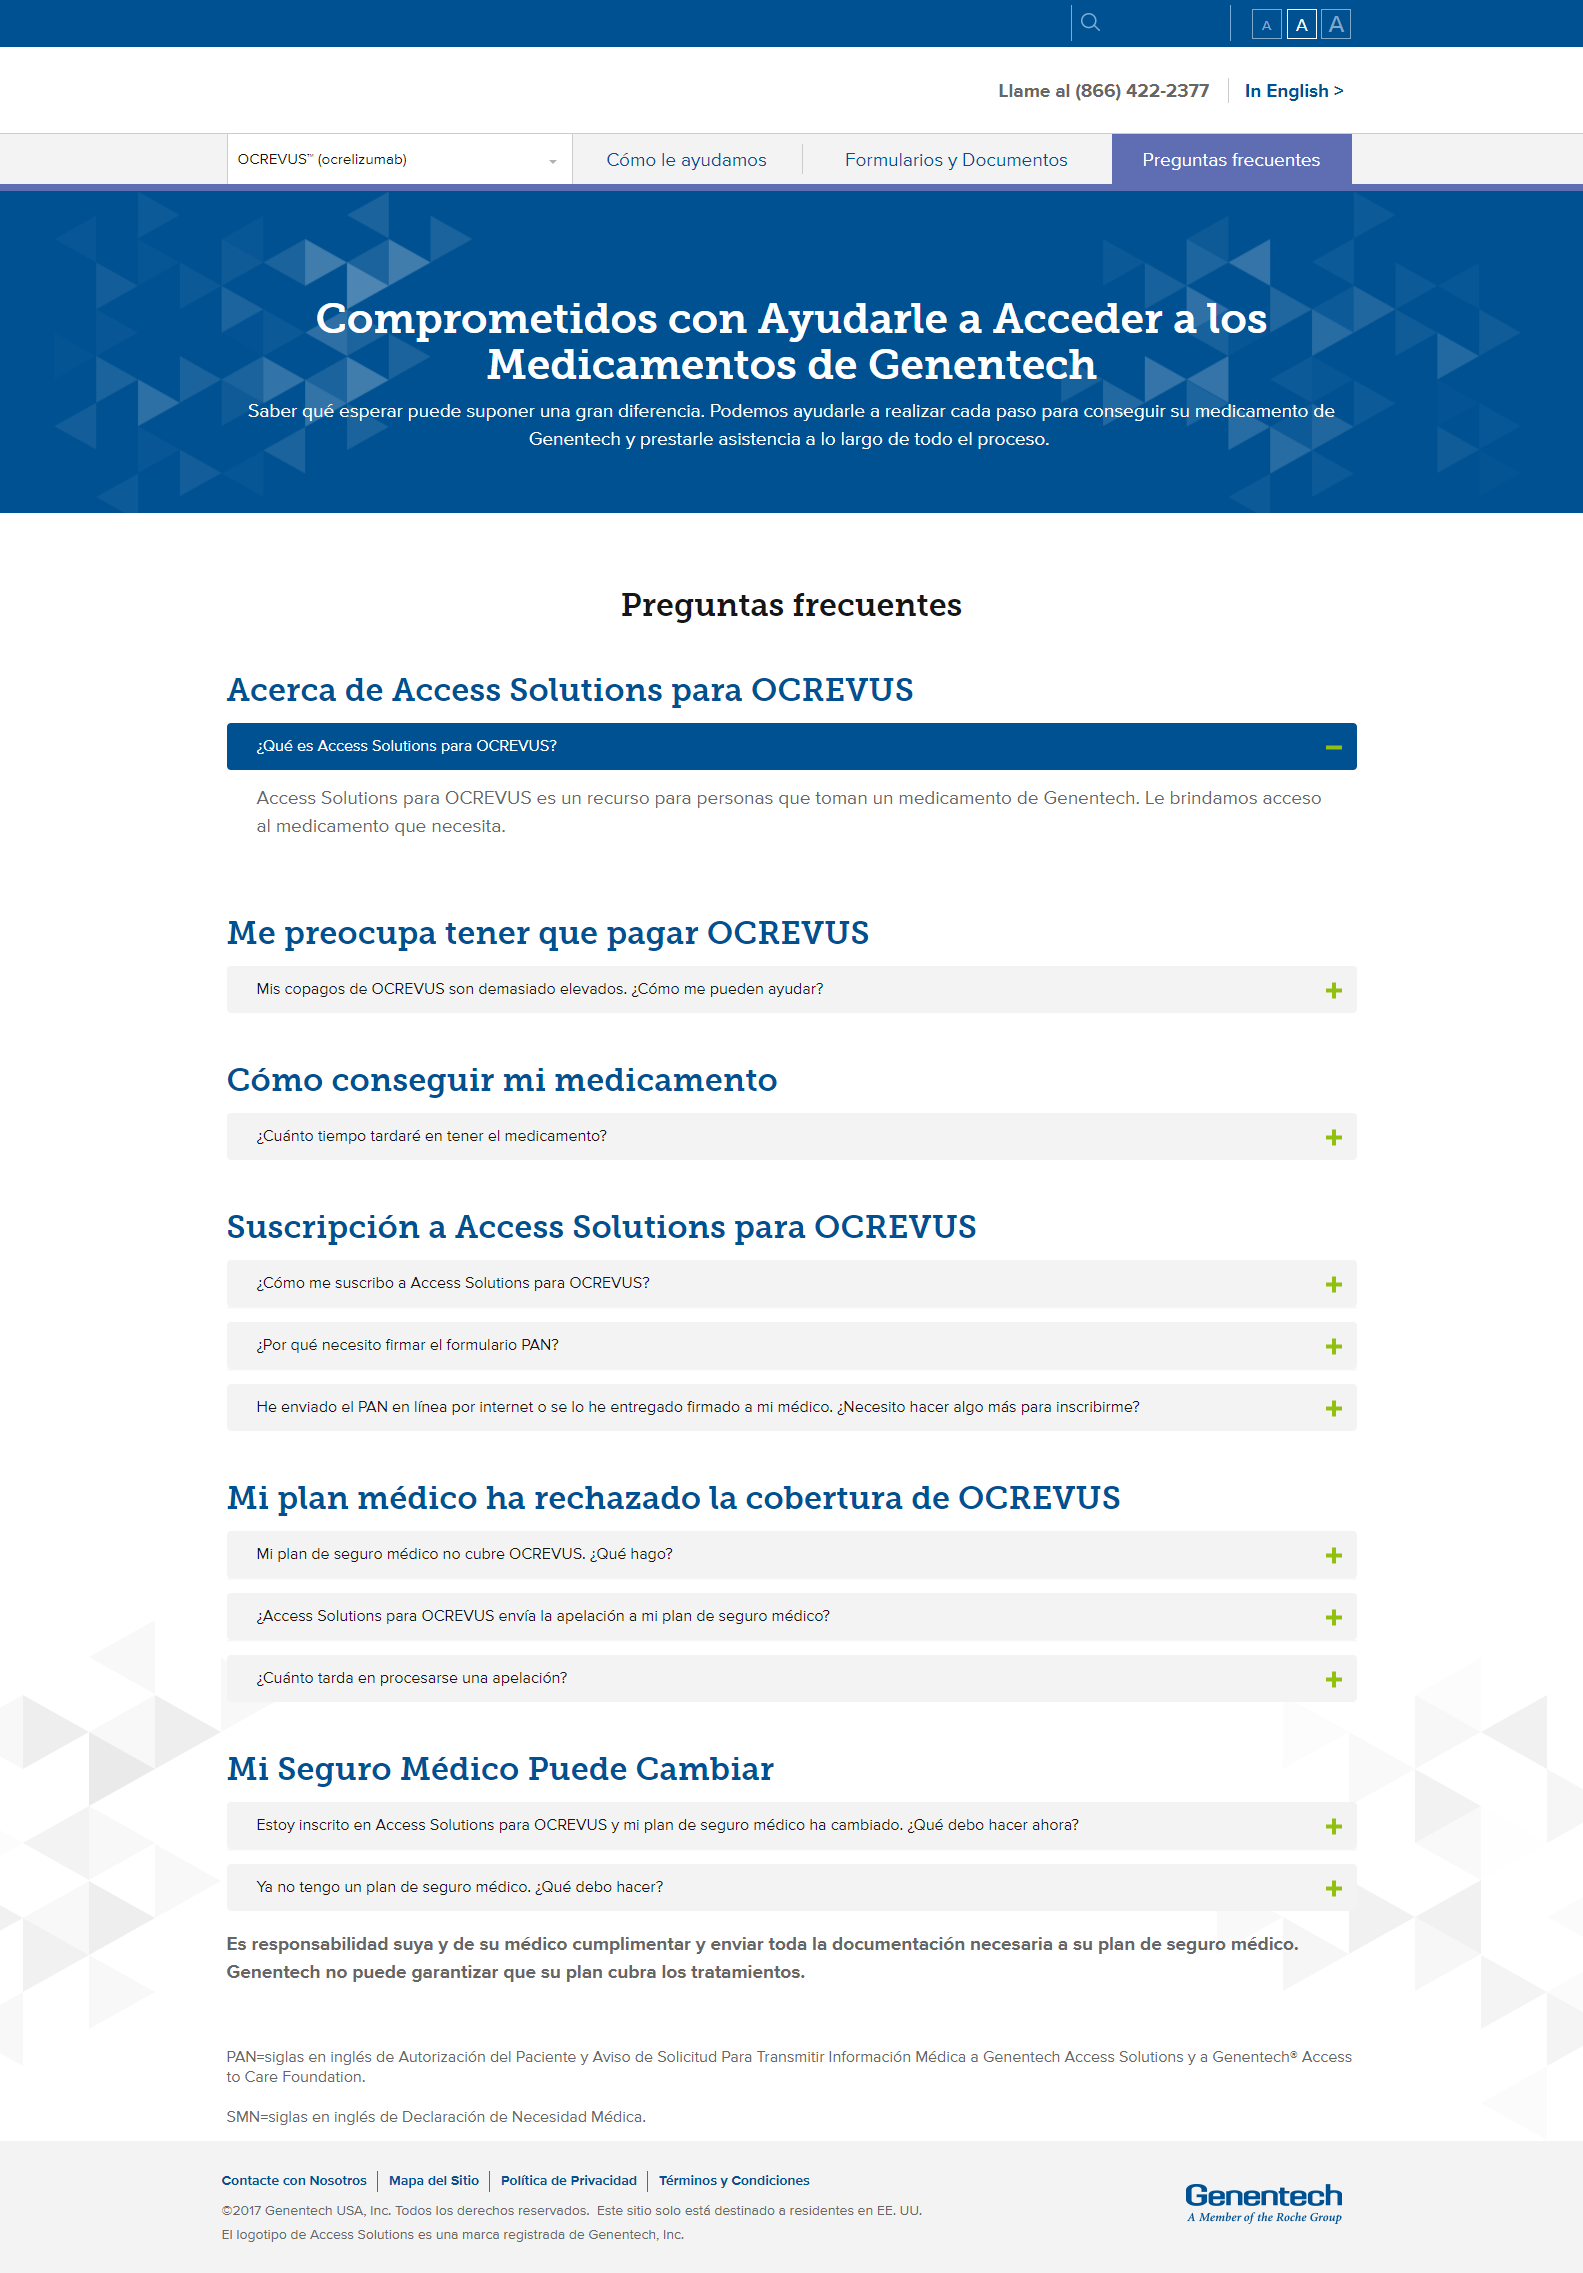 A A A
Llame al (866) 422-2377 In English >
OCREVUS™ (ocrelizumab) Cómo le ayudamos Formularios y Documentos Preguntas frecuentes
Comprometidos con Ayudarle a Acceder a los
Medicamentos de Genentech
Saber qué esperar puede suponer una gran diferencia. Podemos ayudarle a realizar cada paso para conseguir su medicamento de
Genentech y prestarle asistencia a lo largo de todo el proceso.
Preguntas frecuentes
Acerca de Access Solutions para OCREVUS
¿Qué es Access Solutions para OCREVUS?
Access Solutions para OCREVUS es un recurso para personas que toman un medicamento de Genentech. Le brindamos acceso
al medicamento que necesita.
Me preocupa tener que pagar OCREVUS
Mis copagos de OCREVUS son demasiado elevados. ¿Cómo me pueden ayudar?
Cómo conseguir mi medicamento
¿Cuánto tiempo tardaré en tener el medicamento?
Suscripción a Access Solutions para OCREVUS
¿Cómo me suscribo a Access Solutions para OCREVUS?
¿Por qué necesito firmar el formulario PAN?
He enviado el PAN en línea por internet o se lo he entregado firmado a mi médico. ¿Necesito hacer algo más para inscribirme?
Mi plan médico ha rechazado la cobertura de OCREVUS
Mi plan de seguro médico no cubre OCREVUS. ¿Qué hago?
¿Access Solutions para OCREVUS envía la apelación a mi plan de seguro médico?
¿Cuánto tarda en procesarse una apelación?
Mi Seguro Médico Puede Cambiar
Estoy inscrito en Access Solutions para OCREVUS y mi plan de seguro médico ha cambiado. ¿Qué debo hacer ahora?
Ya no tengo un plan de seguro médico. ¿Qué debo hacer?
Es responsabilidad suya y de su médico cumplimentar y enviar toda la documentación necesaria a su plan de seguro médico.
Genentech no puede garantizar que su plan cubra los tratamientos.
PAN=siglas en inglés de Autorización del Paciente y Aviso de Solicitud Para Transmitir Información Médica a Genentech Access Solutions y a Genentech® Access
to Care Foundation.
SMN=siglas en inglés de Declaración de Necesidad Médica.
Contacte con Nosotros Mapa del Sitio Política de Privacidad Términos y Condiciones
©2017 Genentech USA, Inc. Todos los derechos reservados. Este sitio solo está destinado a residentes en EE. UU.
El logotipo de Access Solutions es una marca registrada de Genentech, Inc.
Genentech
A Member of the Roche Group